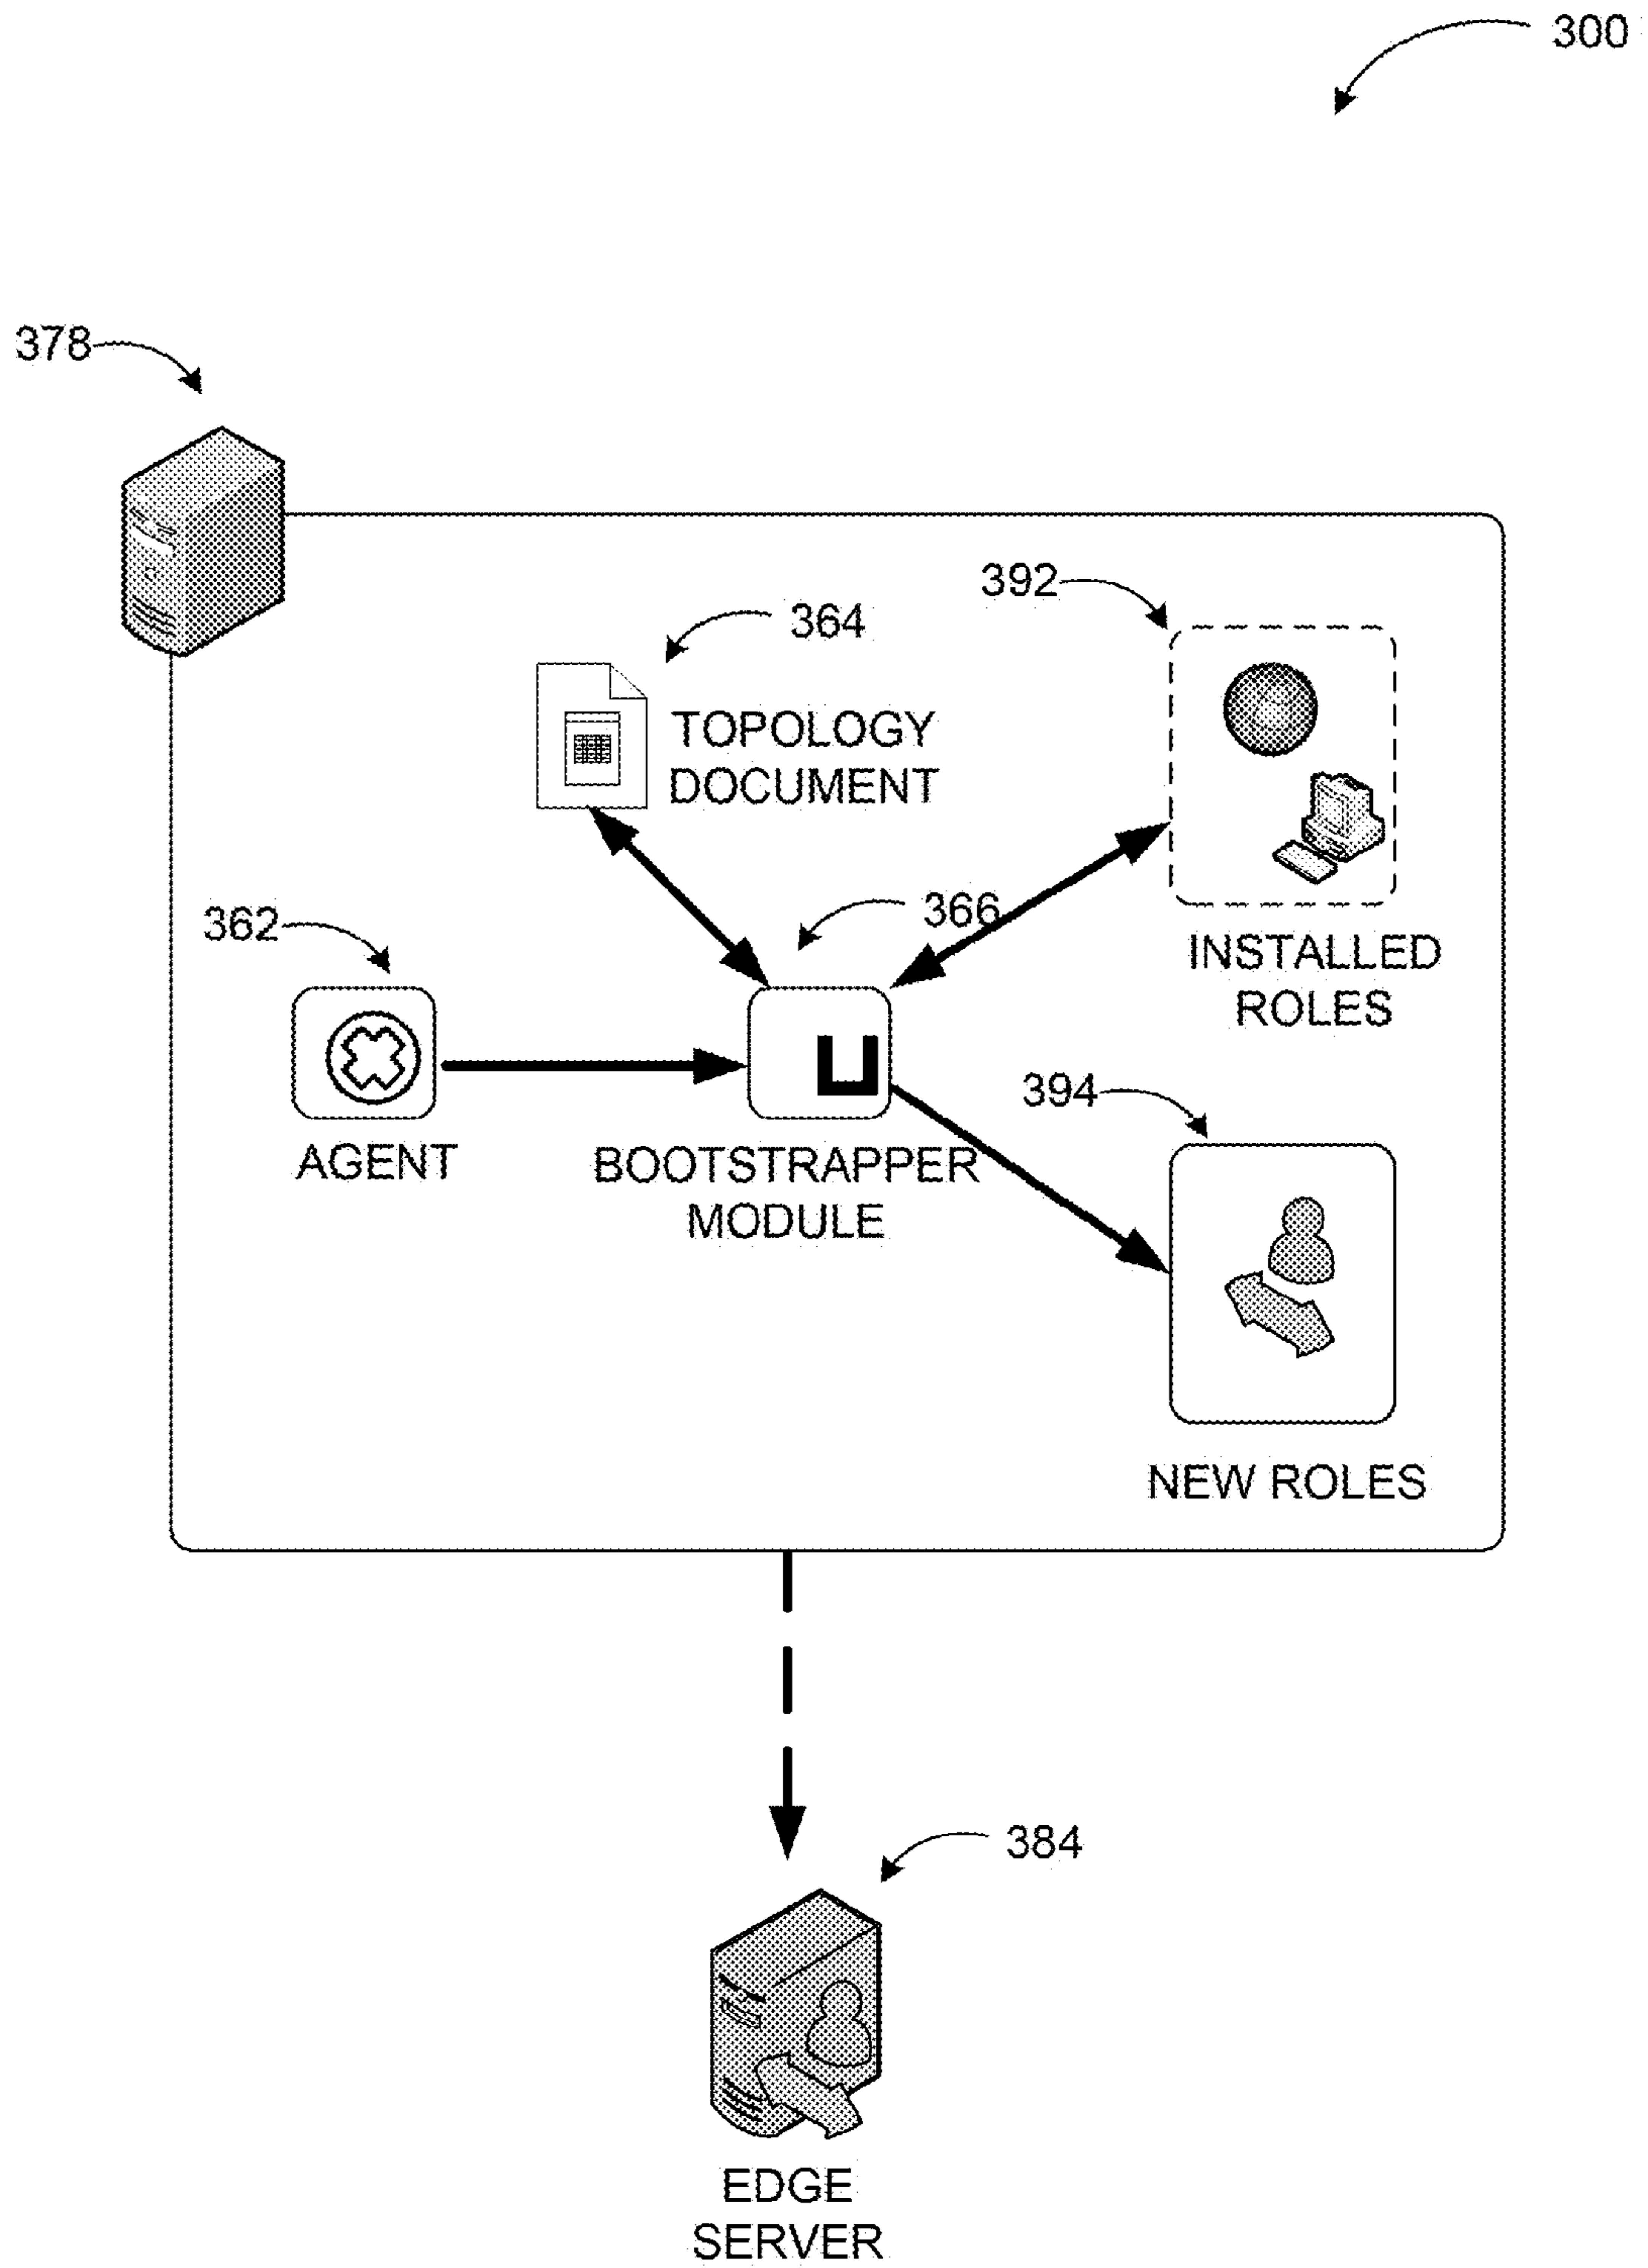 300
378
392
364
TOPOLOGY
DOCUMENT
366
362
INSTALLED
ROLES
394
AGENT
BOOTSTRAPPER
MODULE
NEW ROLES
384
EDGE
SERVER